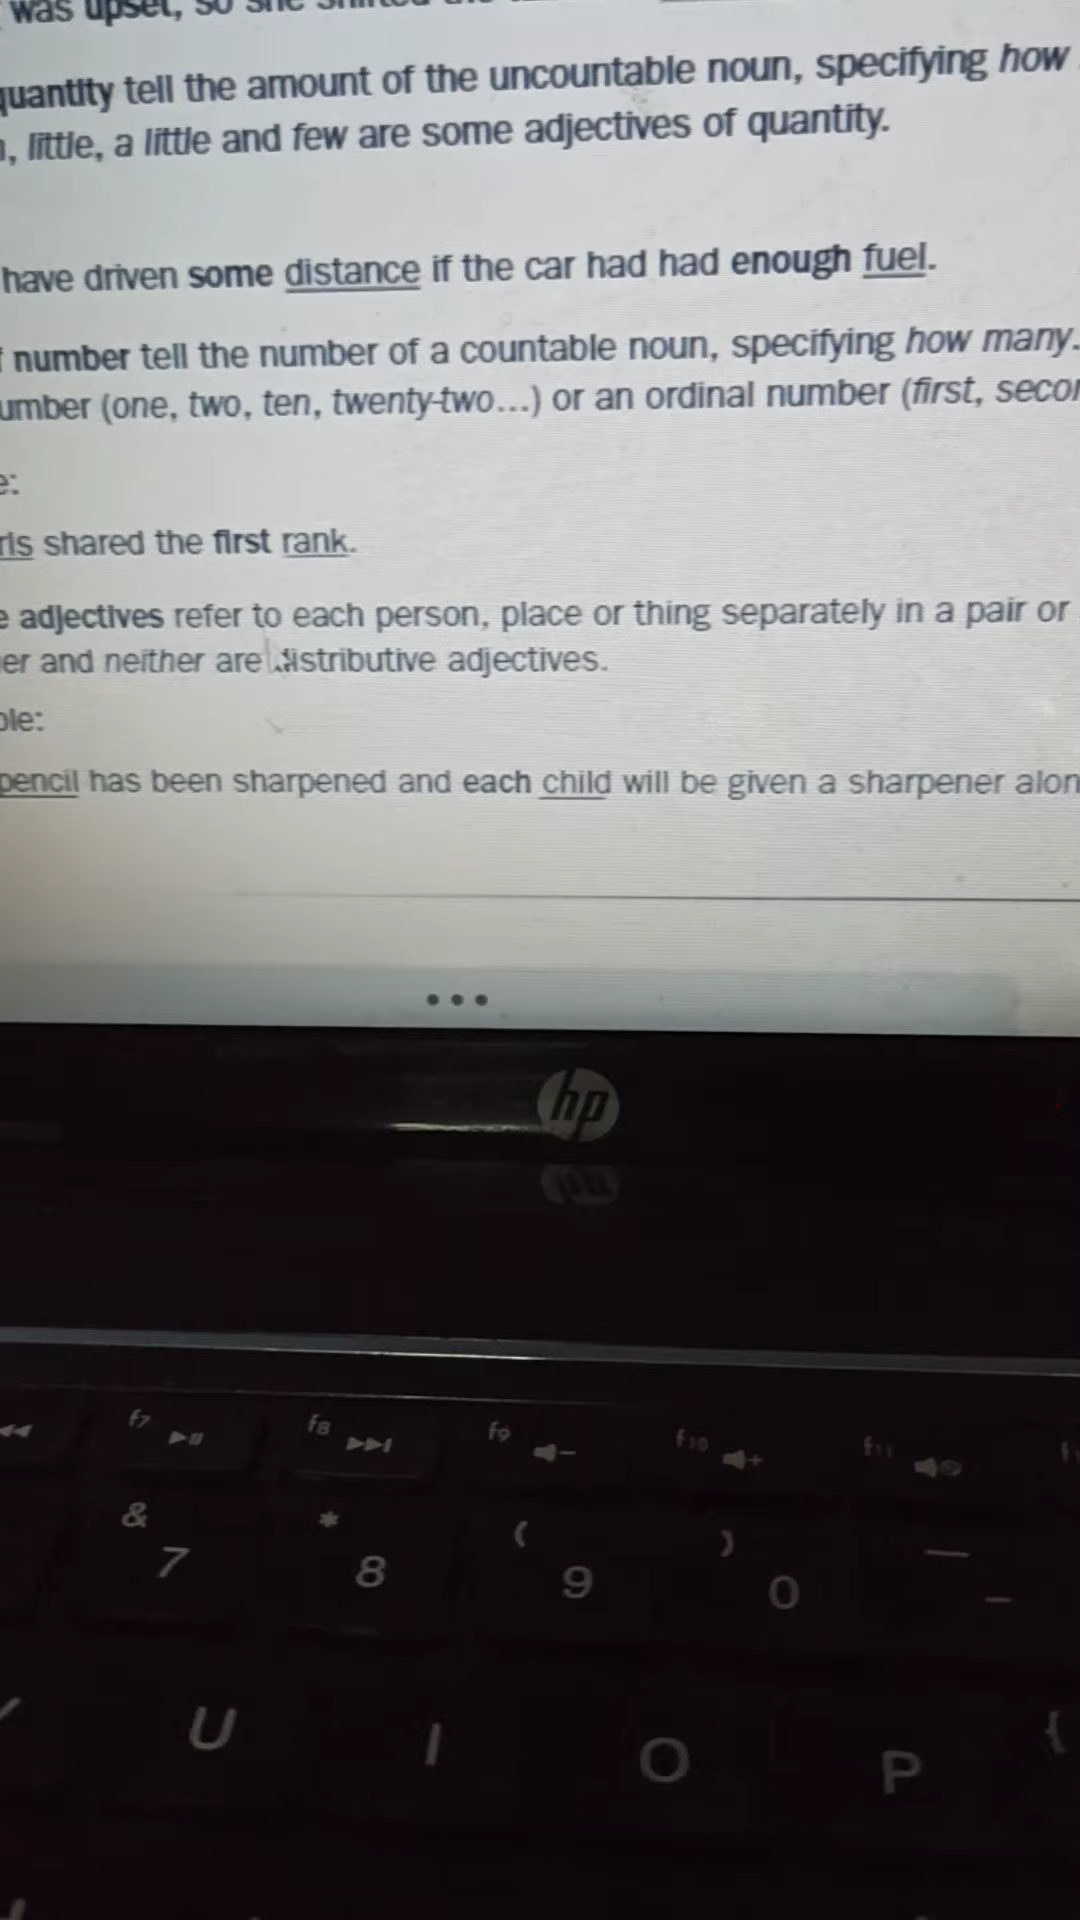 was upset, so she
quantity tell the amount of the uncountable noun, specifying how
, little, a little and few are some adjectives of quantity.
have driven some distance if the car had had enough fuel.
number tell the number of a countable noun, specifying how many.
umber (one, two, ten, twenty-two...) or an ordinal number (first, secon
e:
rls shared the first rank.
e adjectives refer to each person, place or thing separately in a pair or
er and neither are distributive adjectives.
ple:
pencil has been sharpened and each child will be given a sharpener alon
hp
f7 f8 f9 f10 f11
& * ( )
7 8 9 0
U I O P {